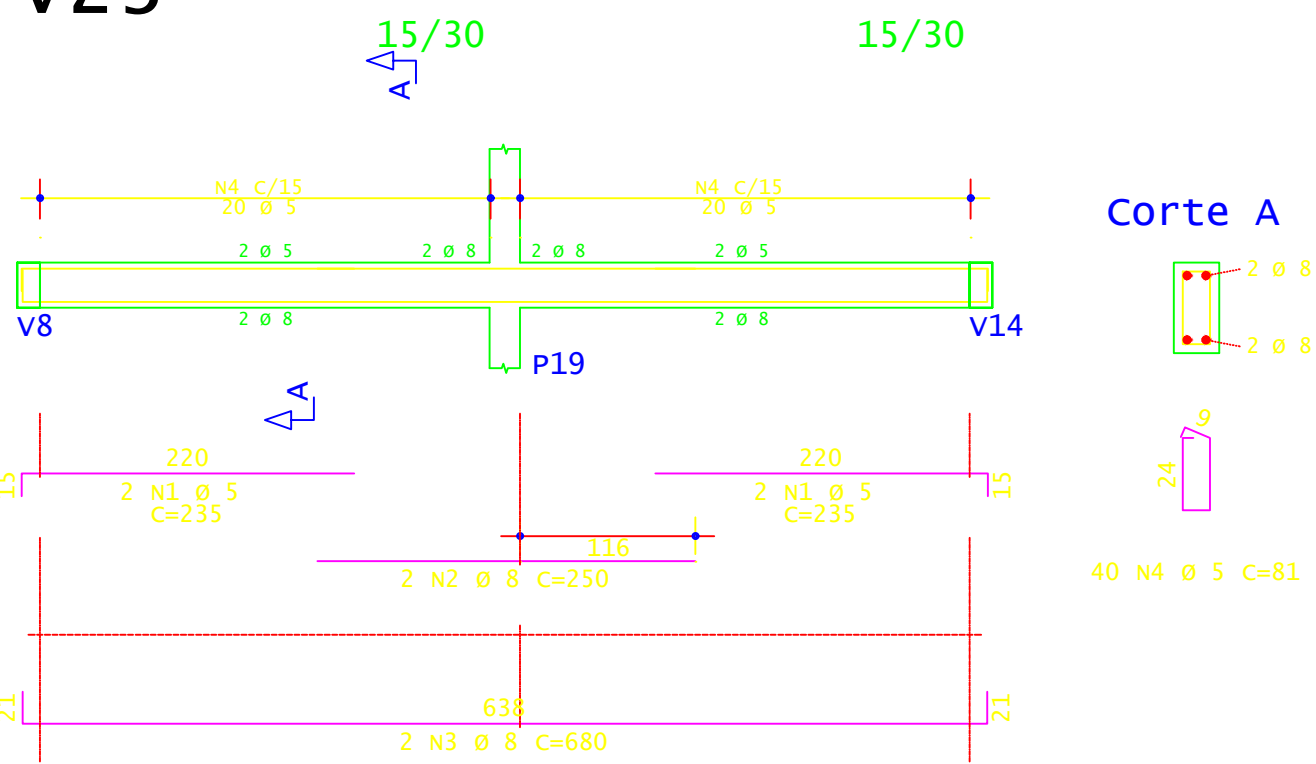 15/30 15/30
A
N4 C/15 N4 C/15
20 Ø 5 20 Ø 5
Corte A
2 Ø 5 2 Ø 8 2 Ø 8 2 Ø 5
2 Ø 8
V8 2 Ø 8 2 Ø 8 V14
2 Ø 8
P19
A
9
220 220
15 15
24
2 N1 Ø 5 2 N1 Ø 5
C=235 C=235
116
2 N2 Ø 8 C=250
40 N4 Ø 5 C=81
21 638 21
2 N3 Ø 8 C=680